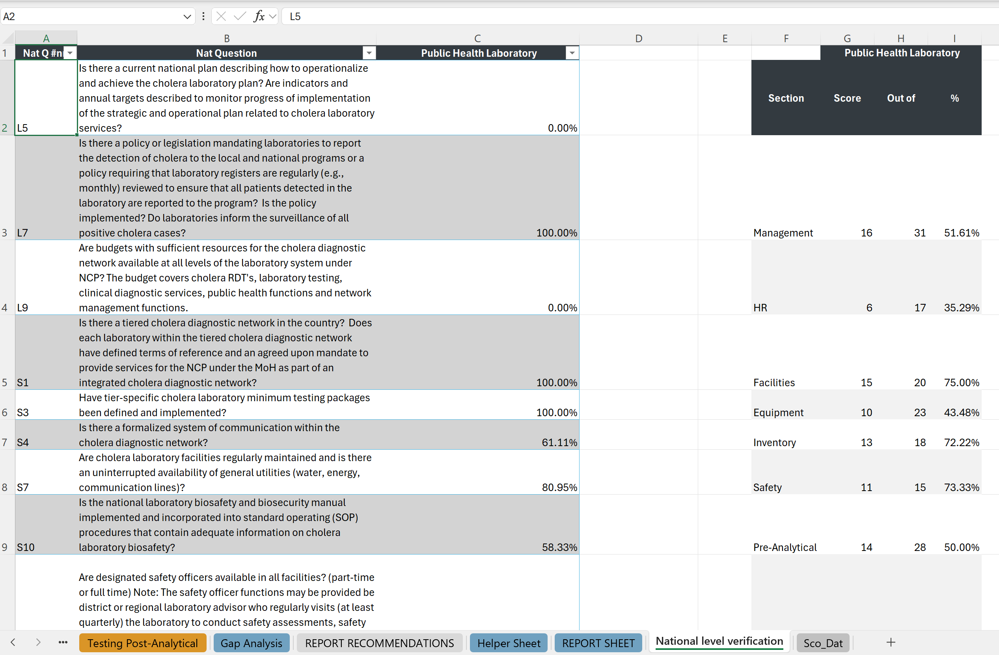 A2
fx
L5
A B C D E F G H I
1 Nat Q #n Nat Question Public Health Laboratory Public Health Laboratory
Section Score Out of %
Is there a current national plan describing how to operationalize
and achieve the cholera laboratory plan? Are indicators and
annual targets described to monitor progress of implementation
of the strategic and operational plan related to cholera laboratory
2 L5 services? 0.00%
Is there a policy or legislation mandating laboratories to report
the detection of cholera to the local and national programs or a
policy requiring that laboratory registers are regularly (e.g.,
monthly) reviewed to ensure that all patients detected in the
laboratory are reported to the program?  Is the policy
implemented? Do laboratories inform the surveillance of all
3 L7 positive cholera cases? 100.00% Management 16 31 51.61%
Are budgets with sufficient resources for the cholera diagnostic
network available at all levels of the laboratory system under
NCP? The budget covers cholera RDT's, laboratory testing,
clinical diagnostic services, public health functions and network
4 L9 management functions. 0.00% HR 6 17 35.29%
Is there a tiered cholera diagnostic network in the country?  Does
each laboratory within the tiered cholera diagnostic network
have defined terms of reference and an agreed upon mandate to
provide services for the NCP under the MoH as part of an
5 S1 integrated cholera diagnostic network? 100.00% Facilities 15 20 75.00%
Have tier-specific cholera laboratory minimum testing packages
6 S3 been defined and implemented? 100.00% Equipment 10 23 43.48%
Is there a formalized system of communication within the
7 S4 cholera diagnostic network? 61.11% Inventory 13 18 72.22%
Are cholera laboratory facilities regularly maintained and is there
an uninterrupted availability of general utilities (water, energy,
8 S7 communication lines)? 80.95% Safety 11 15 73.33%
Is the national laboratory biosafety and biosecurity manual
implemented and incorporated into standard operating (SOP)
procedures that contain adequate information on cholera
9 S10 laboratory biosafety? 58.33% Pre-Analytical 14 28 50.00%
Are designated safety officers available in all facilities? (part-time
or full time) Note: The safety officer functions may be provided be
district or regional laboratory advisor who regularly visits (at least
quarterly) the laboratory to conduct safety assessments, safety
Testing Post-Analytical Gap Analysis REPORT RECOMMENDATIONS Helper Sheet REPORT SHEET National level verification Sco_Dat